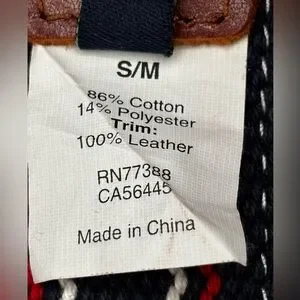 S/M
86% Cotton
14% Polyester
Trim:
100% Leather
RN77388
CA56445
Made in China